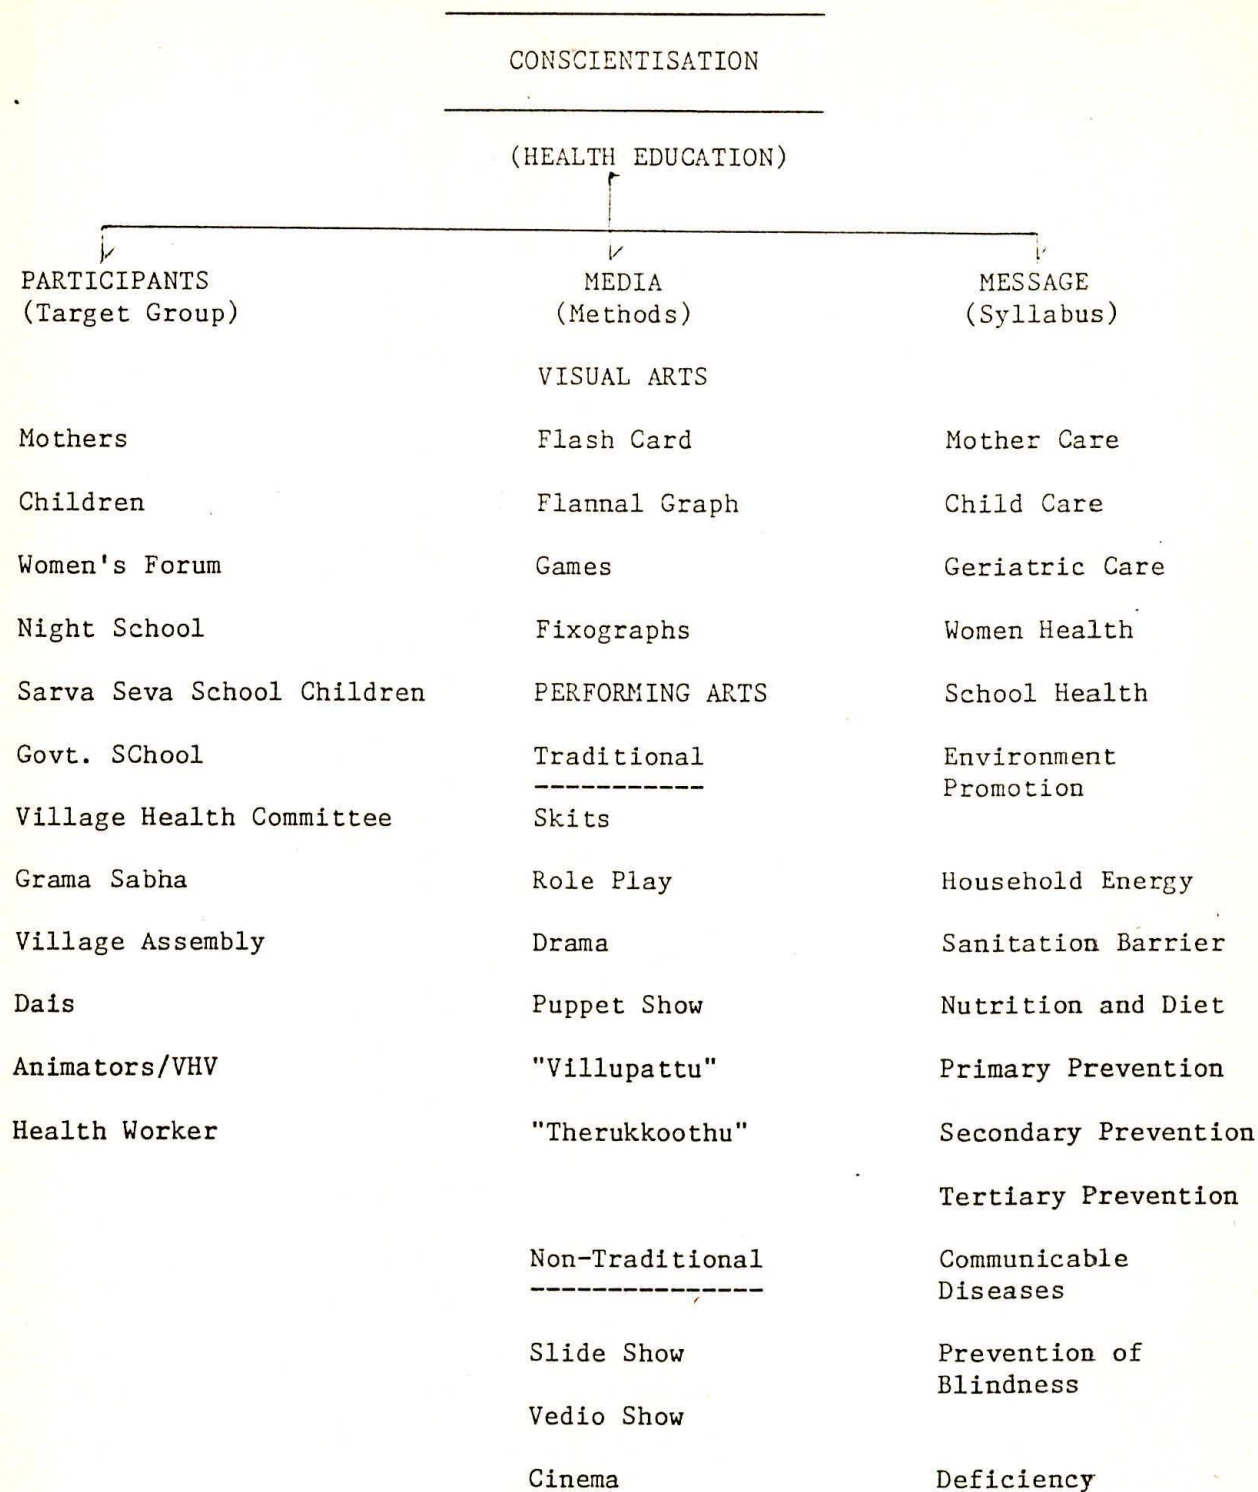 CONSCIENTISATION
(HEALTH EDUCATION)
PARTICIPANTS
(Target Group)
Mothers
Children
Women's Forum
Night School
Sarva Seva School Children
Govt. SChool
Village Health Committee
Grama Sabha
Village Assembly
Dais
Animators/VHV
Health Worker
MEDIA
(Methods)
VISUAL ARTS
Flash Card
Flannal Graph
Games
Fixographs
PERFORMING ARTS
Traditional
Skits
Role Play
Drama
Puppet Show
"Villupattu"
"Therukkoothu"
Non-Traditional
Slide Show
Vedio Show
Cinema
MESSAGE
(Syllabus)
Mother Care
Child Care
Geriatric Care
Women Health
School Health
Environment
Promotion
Household Energy
Sanitation Barrier
Nutrition and Diet
Primary Prevention
Secondary Prevention
Tertiary Prevention
Communicable
Diseases
Prevention of
Blindness
Deficiency